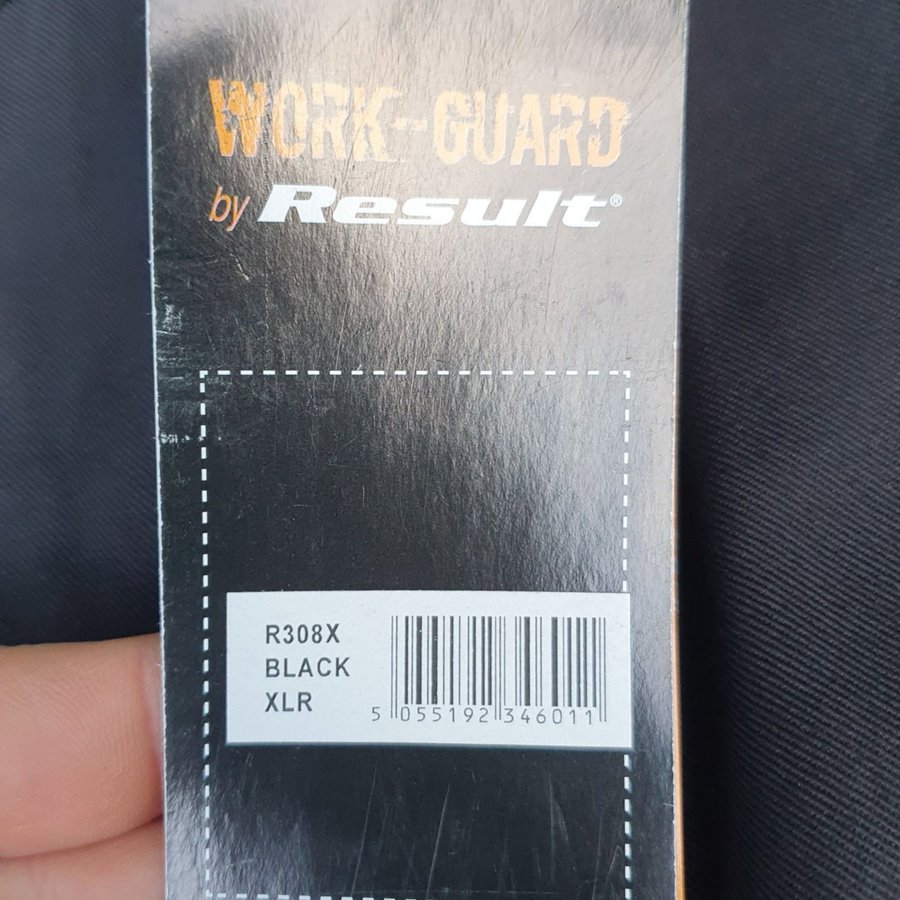 WORK-GUARD
by Result®
R308X
BLACK
XLR
5 055192 346011